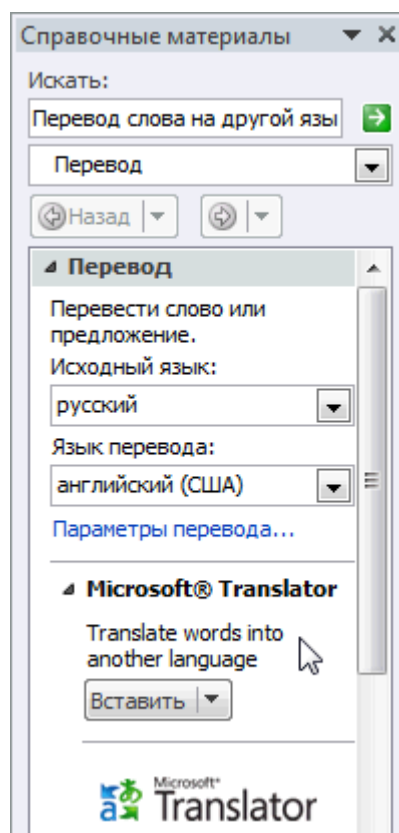 Справочные материалы
Искать:
Перевод слова на другой язы
Перевод
Назад
Перевод
Перевести слово или
предложение.
Исходный язык:
русский
Язык перевода:
английский (США)
Параметры перевода...
Microsoft® Translator
Translate words into
another language
Вставить
Microsoft®
Translator